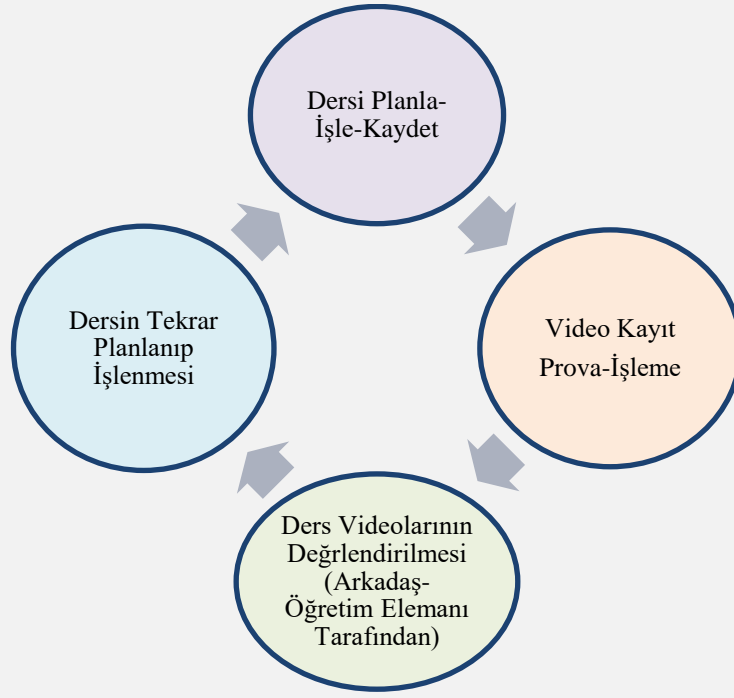 Dersi Planla-
İşle-Kaydet
Video Kayıt
Prova-İşleme
Ders Videolarının
Değrlendirilmesi
(Arkadaş-
Öğretim Elemanı
Tarafından)
Dersin Tekrar
Planlanıp
İşlenmesi